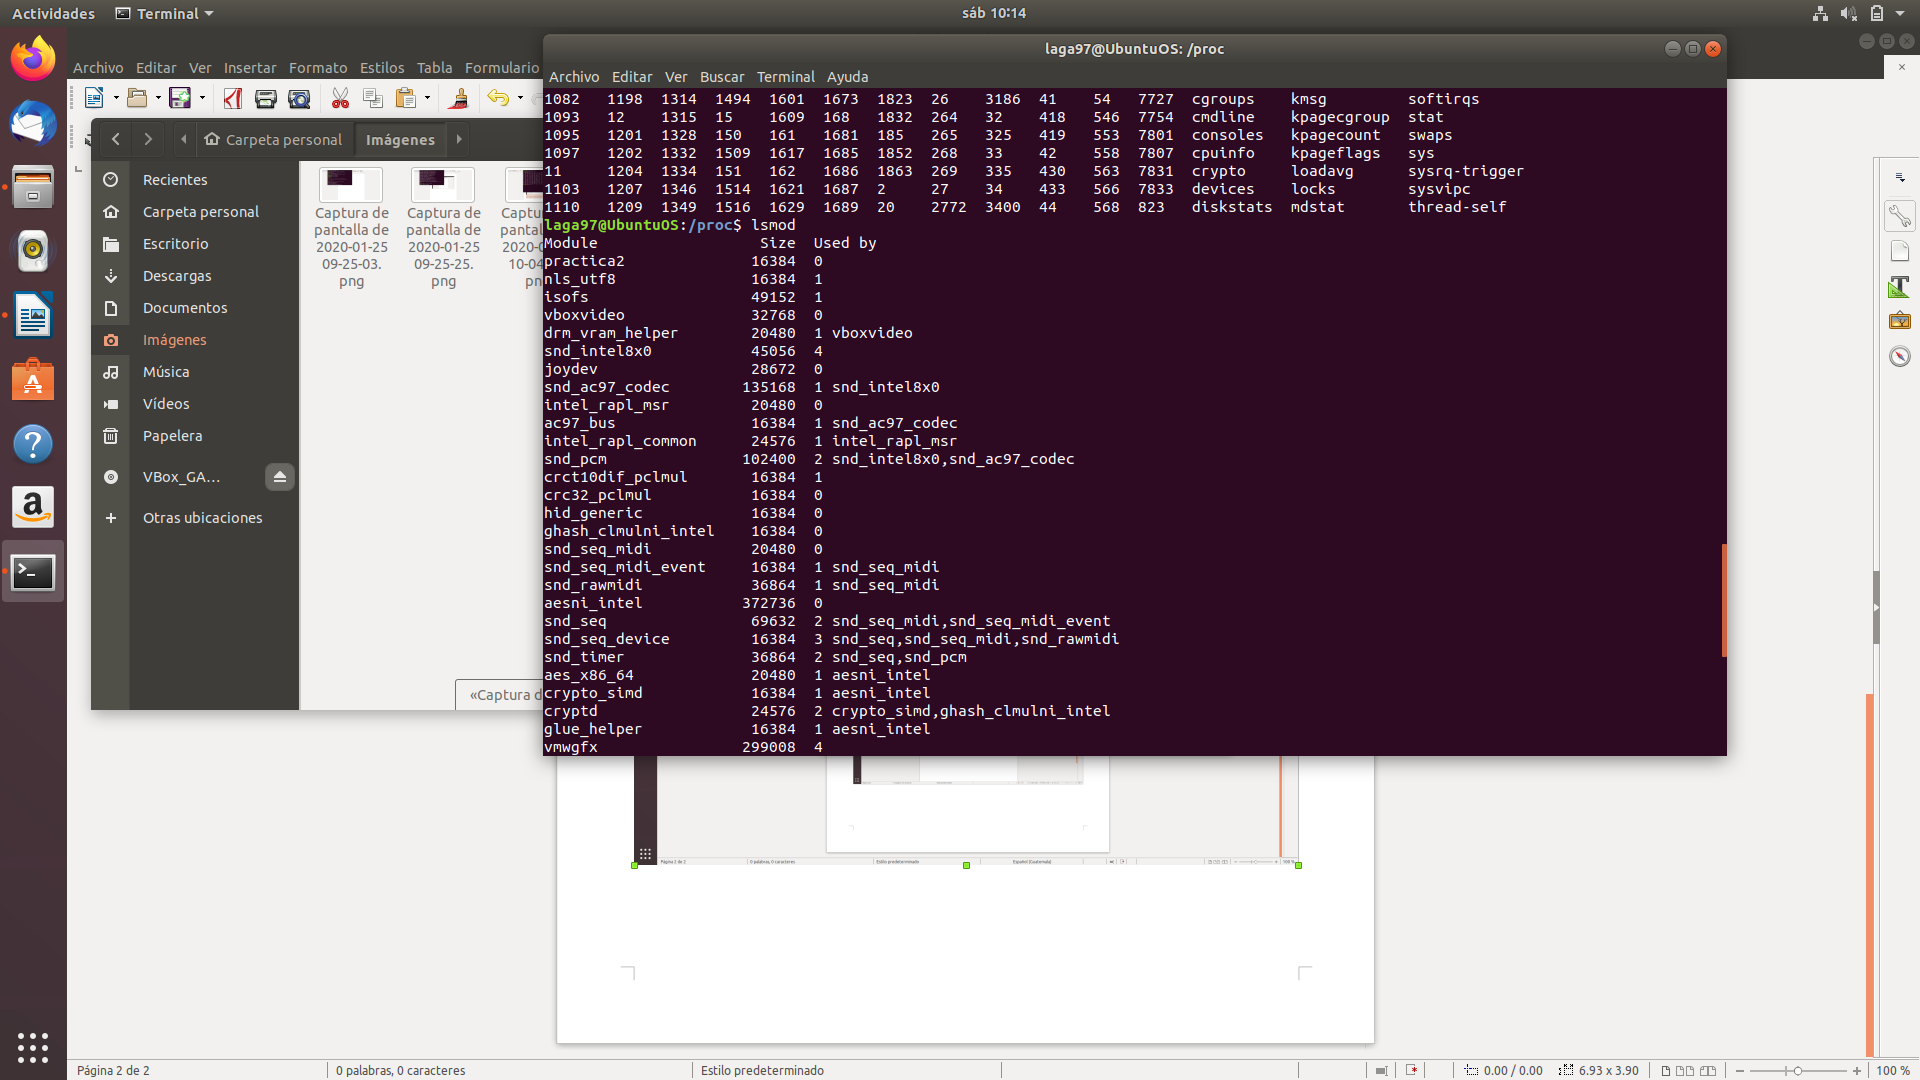 Actividades Terminal sáb 10:14
laga97@UbuntuOS: /proc
Archivo Editar Ver Insertar Formato Estilos Tabla Formulario
Archivo Editar Ver Buscar Terminal Ayuda
1082 1198 1314 1494 1601 1673 1823 26 3186 41 54 7727 cgroups kmsg softirqs
1093 12 1315 15 1609 168 1832 264 32 418 546 7754 cmdline kpagecgroup stat
1095 1201 1328 150 161 1681 185 265 325 419 553 7801 consoles kpagecount swaps
1097 1202 1332 1509 1617 1685 1852 268 33 42 558 7807 cpuinfo kpageflags sys
11 1204 1334 151 162 1686 1863 269 335 430 563 7831 crypto loadavg sysrq-trigger
1103 1207 1346 1514 1621 1687 2 27 34 433 566 7833 devices locks sysvipc
1110 1209 1349 1516 1629 1689 20 2772 3400 44 568 823 diskstats mdstat thread-self
laga97@UbuntuOS:/proc$ lsmod
Module Size Used by
practica2 16384 0
nls_utf8 16384 1
isofs 49152 1
vboxvideo 32768 0
drm_vram_helper 20480 1 vboxvideo
snd_intel8x0 45056 4
joydev 28672 0
snd_ac97_codec 135168 1 snd_intel8x0
intel_rapl_msr 20480 0
ac97_bus 16384 1 snd_ac97_codec
intel_rapl_common 24576 1 intel_rapl_msr
snd_pcm 102400 2 snd_intel8x0,snd_ac97_codec
crct10dif_pclmul 16384 1
crc32_pclmul 16384 0
hid_generic 16384 0
ghash_clmulni_intel 16384 0
snd_seq_midi 20480 0
snd_seq_midi_event 16384 1 snd_seq_midi
snd_rawmidi 36864 1 snd_seq_midi
aesni_intel 372736 0
snd_seq 69632 2 snd_seq_midi,snd_seq_midi_event
snd_seq_device 16384 3 snd_seq,snd_seq_midi,snd_rawmidi
snd_timer 36864 2 snd_seq,snd_pcm
aes_x86_64 20480 1 aesni_intel
crypto_simd 16384 1 aesni_intel
cryptd 24576 2 crypto_simd,ghash_clmulni_intel
glue_helper 16384 1 aesni_intel
vmwgfx 299008 4
Carpeta personal Imágenes
Recientes
Carpeta personal
Escritorio
Descargas
Documentos
Imágenes
Música
Vídeos
Papelera
VBox_GA...
Otras ubicaciones
Captura de
pantalla de
2020-01-25
09-25-03.
png
Captura de
pantalla de
2020-01-25
09-25-25.
png
«Captura d
Página 2 de 2 0 palabras, 0 caracteres Estilo predeterminado Español (Guatemala) 100 %
Página 2 de 2 0 palabras, 0 caracteres Estilo predeterminado 0.00 / 0.00 6.93 x 3.90 100 %